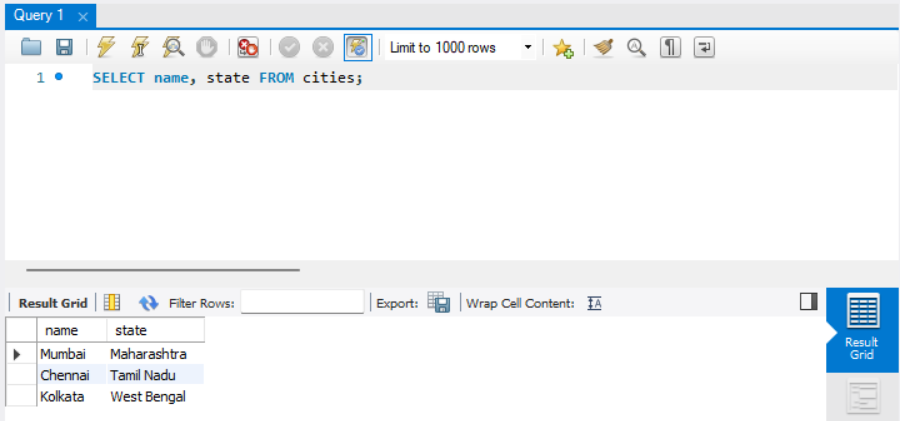 Query 1
Limit to 1000 rows
1 SELECT name, state FROM cities;
Result Grid Filter Rows: Export: Wrap Cell Content:
name state
Mumbai Maharashtra
Chennai Tamil Nadu
Kolkata West Bengal
Result
Grid